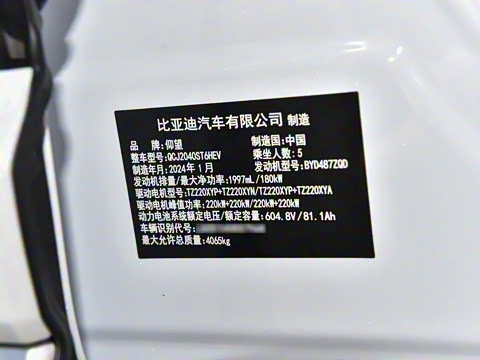 比亚迪汽车有限公司 制造
品 牌:仰望 制造国:中国
整车型号:QCJ2040ST6HEV 乘坐人数:5
制造年月:2024年1月 发动机型号:BYD487ZQD
发动机排量/最大净功率:1997mL/180kW
驱动电机型号:TZ220XYP+TZ220XYN/TZ220XYP+TZ220XYA
驱动电机峰值功率:220kW+220kW/220kW+220kW
动力电池系统额定电压/额定容量:604.8V/81.1Ah
车辆识别代号:
最大允许总质量:4065kg